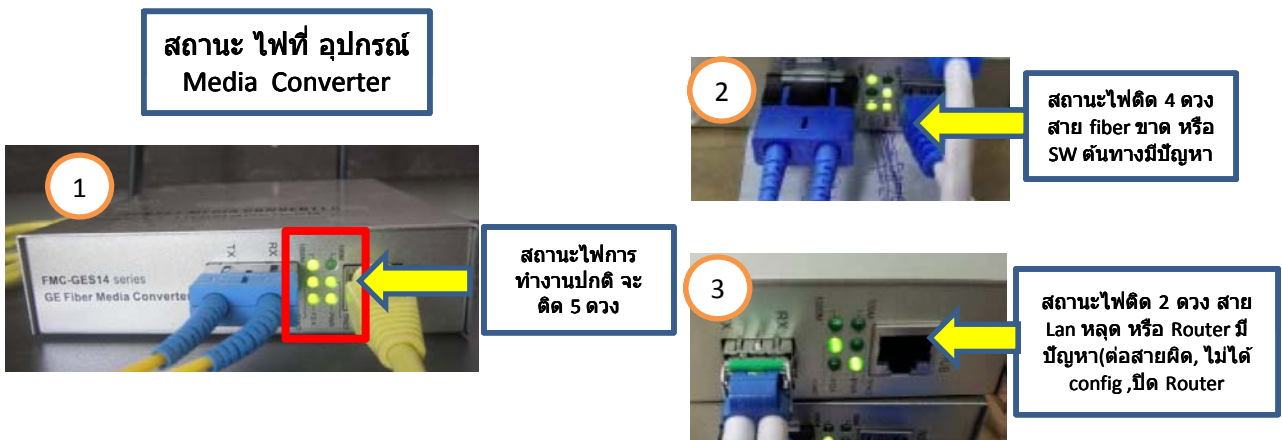 สถานะ ไฟที่ อุปกรณ์
Media Converter
1
TX
RX
FMC-GES14 series
GE Fiber Media Converter
สถานะไฟการ
ทำงานปกติ จะ
ติด 5 ดวง
2
สถานะไฟติด 4 ดวง
สาย fiber ขาด หรือ
SW ต้นทางมีปัญหา
3
RX
สถานะไฟติด 2 ดวง สาย
Lan หลุด หรือ Router มี
ปัญหา(ต่อสายผิด, ไม่ได้
config ,ปิด Router